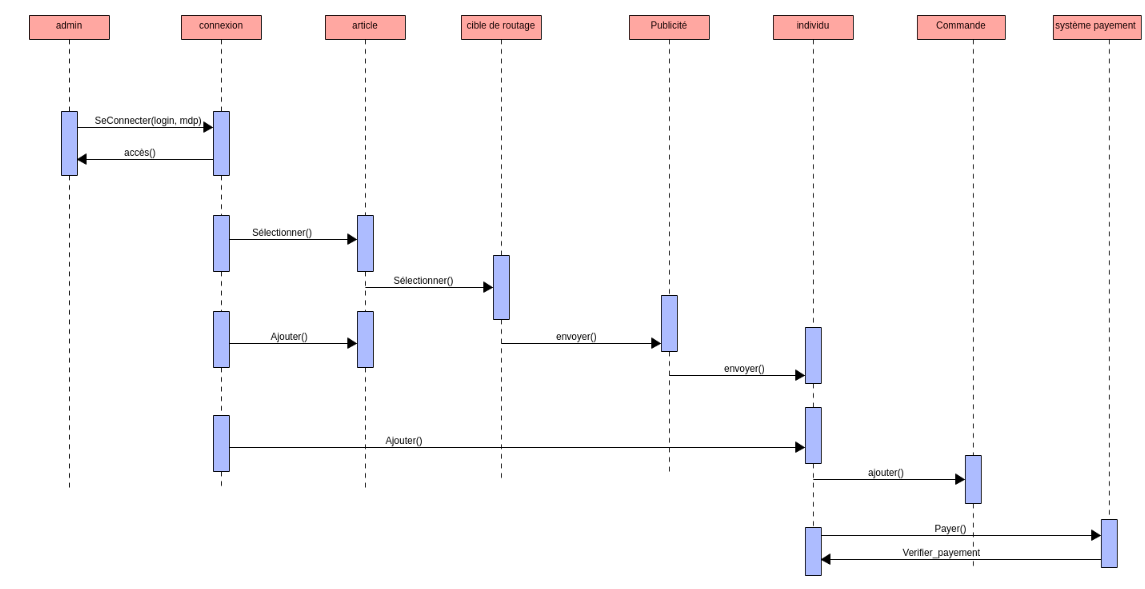 admin
connexion
article
cible de routage
Publicité
individu
Commande
système payement
SeConnecter(login, mdp)
accès()
Sélectionner()
Sélectionner()
Ajouter()
envoyer()
envoyer()
Ajouter()
ajouter()
Payer()
Verifier_payement